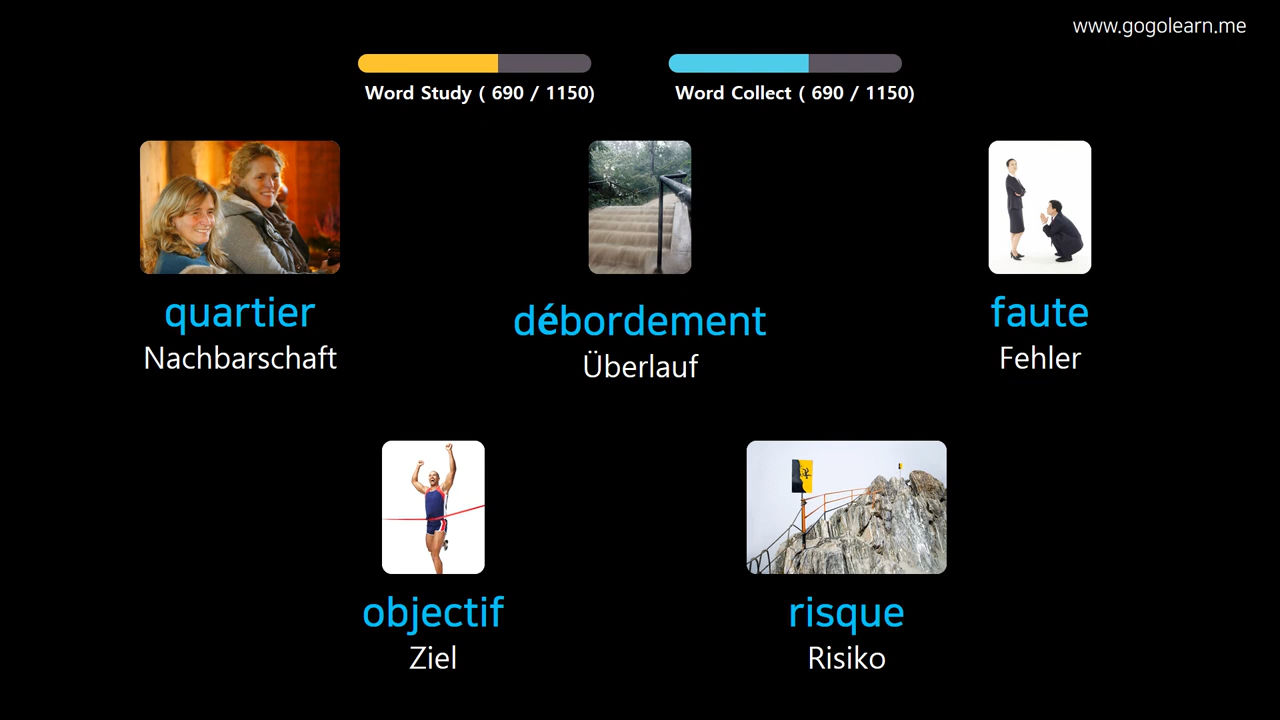 www.gogolearn.me
Word Study ( 690 / 1150)
Word Collect ( 690 / 1150)
quartier
Nachbarschaft
débordement
Überlauf
faute
Fehler
objectif
Ziel
risque
Risiko